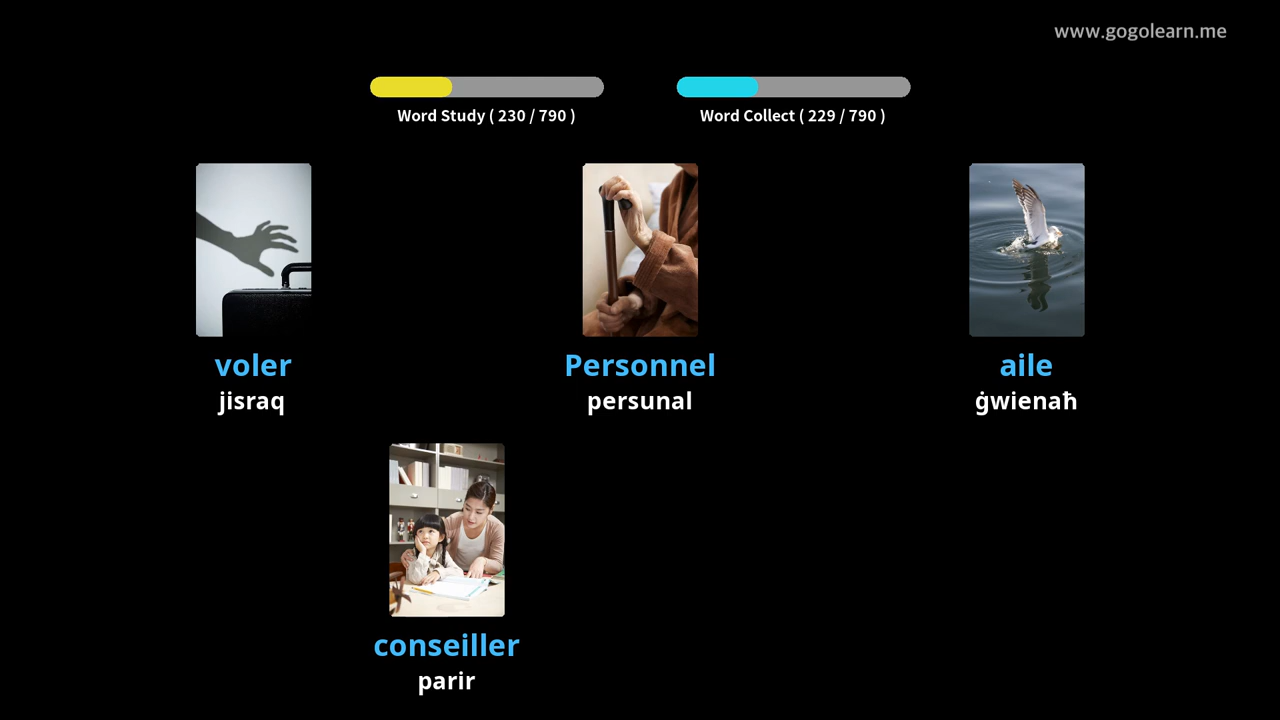 www.gogolearn.me
Word Study ( 230 / 790 )
Word Collect ( 229 / 790 )
voler
jisraq
Personnel
persunal
aile
ġwienaħ
conseiller
parir